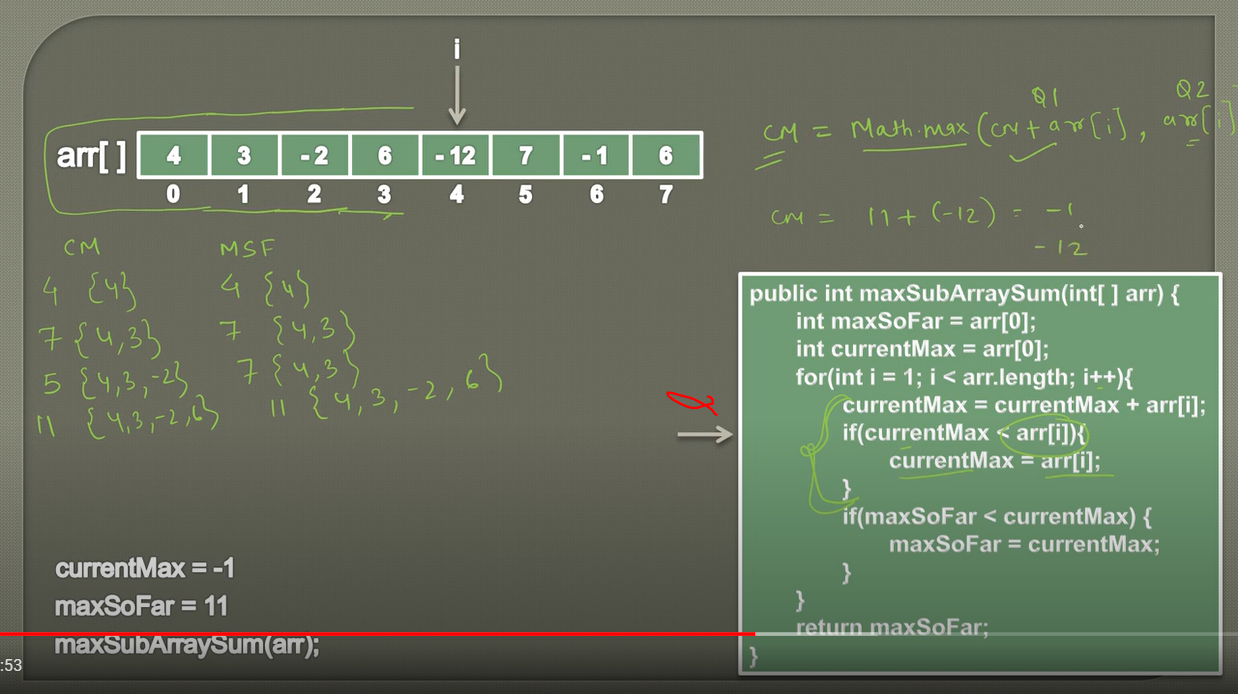 i
arr[ ] 4 3 -2 6 -12 7 -1 6
0 1 2 3 4 5 6 7
Q1 Q2
CM = Math.max (CM + arr[i], arr[i]
CM = 11 + (-12) = -1
-12
CM MSF
4 {4} 4 {4}
7 {4,3} 7 {4,3}
5 {4,3,-2} 7 {4,3}
11 {4,3,-2,6} 11 {4,3,-2,6}
public int maxSubArraySum(int[ ] arr) {
int maxSoFar = arr[0];
int currentMax = arr[0];
for(int i = 1; i < arr.length; i++){
currentMax = currentMax + arr[i];
if(currentMax < arr[i]){
currentMax = arr[i];
}
if(maxSoFar < currentMax) {
maxSoFar = currentMax;
}
}
return maxSoFar;
}
currentMax = -1
maxSoFar = 11
maxSubArraySum(arr);
:53